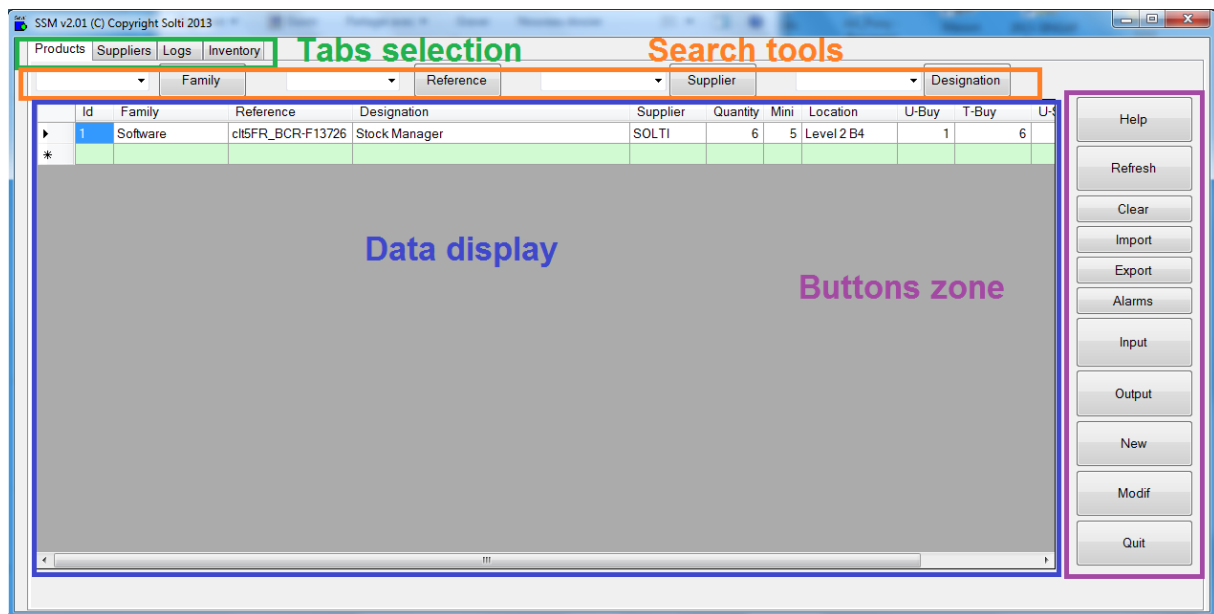 SSM v2.01 (C) Copyright Solti 2013
Products Suppliers Logs Inventory Tabs selection Search tools
Family Reference Supplier Designation
Id Family Reference Designation Supplier Quantity Mini Location U-Buy T-Buy
1 Software clt5FR_BCR-F13726 Stock Manager SOLTI 6 5 Level 2 B4 1 6
Data display
Buttons zone
Help
Refresh
Clear
Import
Export
Alarms
Input
Output
New
Modif
Quit